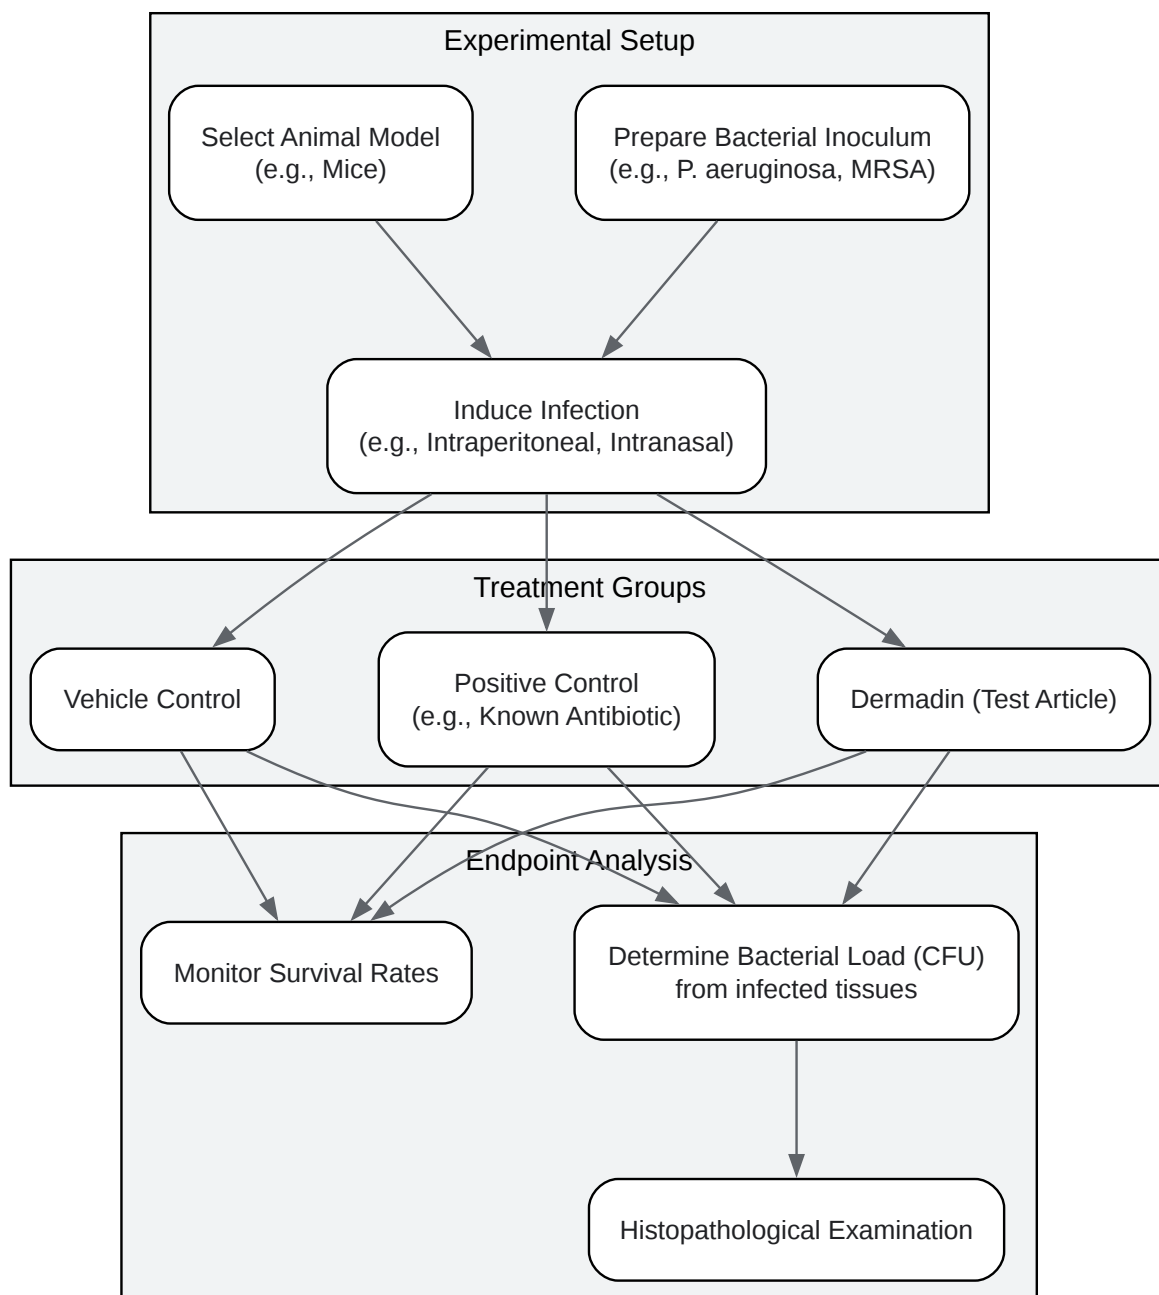 Experimental Setup
Select Animal Model
(e.g., Mice)
Prepare Bacterial Inoculum
(e.g., P. aeruginosa, MRSA)
Induce Infection
(e.g., Intraperitoneal, Intranasal)
Treatment Groups
Vehicle Control
Positive Control
(e.g., Known Antibiotic)
Dermadin (Test Article)
Endpoint Analysis
Monitor Survival Rates
Determine Bacterial Load (CFU)
from infected tissues
Histopathological Examination